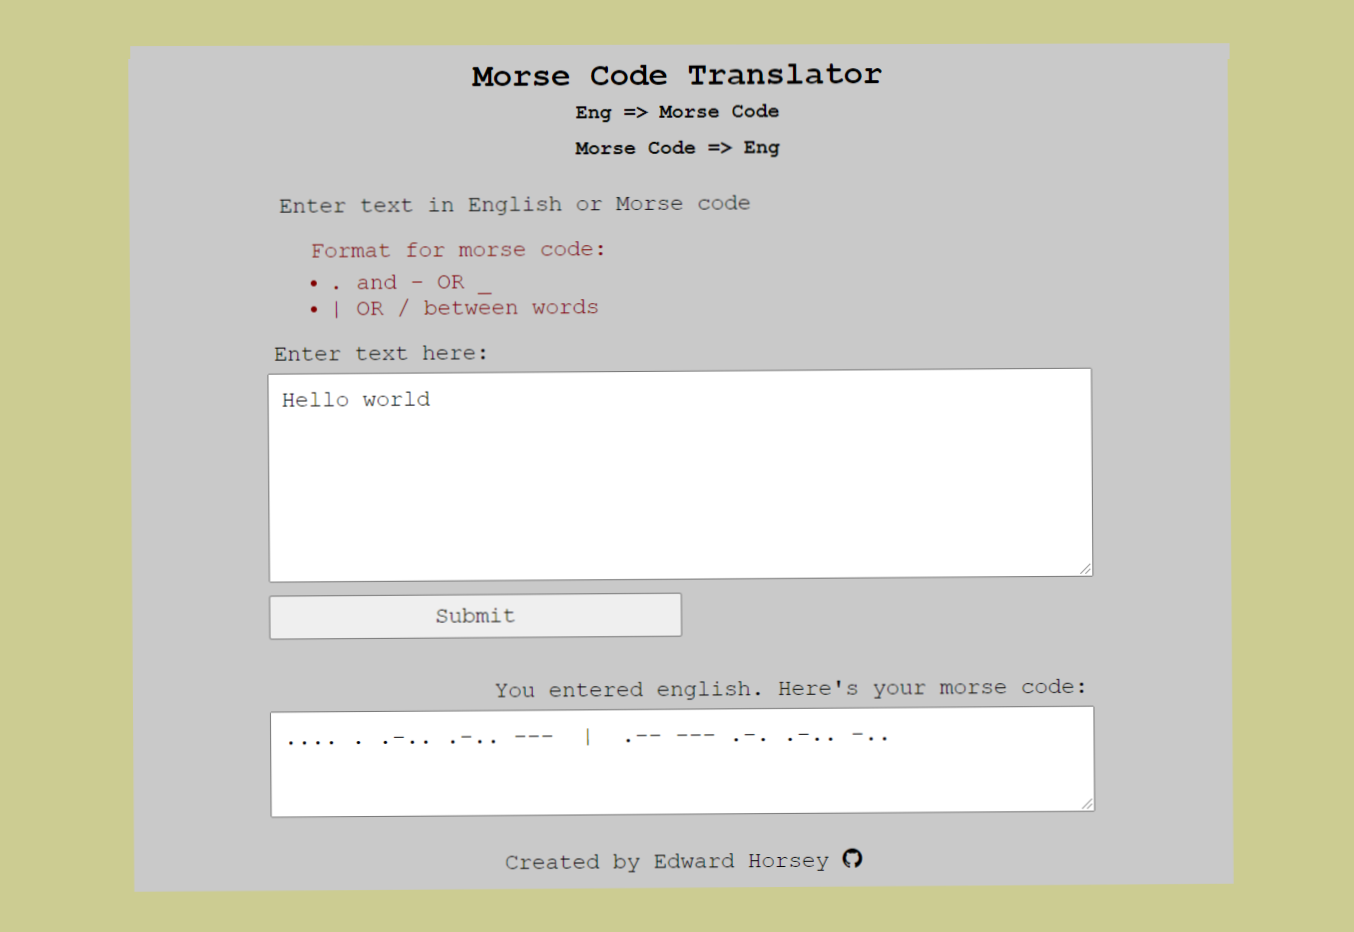 Morse Code Translator
Eng => Morse Code
Morse Code => Eng
Enter text in English or Morse code
Format for morse code:
• . and - OR _
• | OR / between words
Enter text here:
Hello world
Submit
You entered english. Here's your morse code:
.... . .-.. .-.. ---  |  .-- --- .-. .-.. -..
Created by Edward Horsey